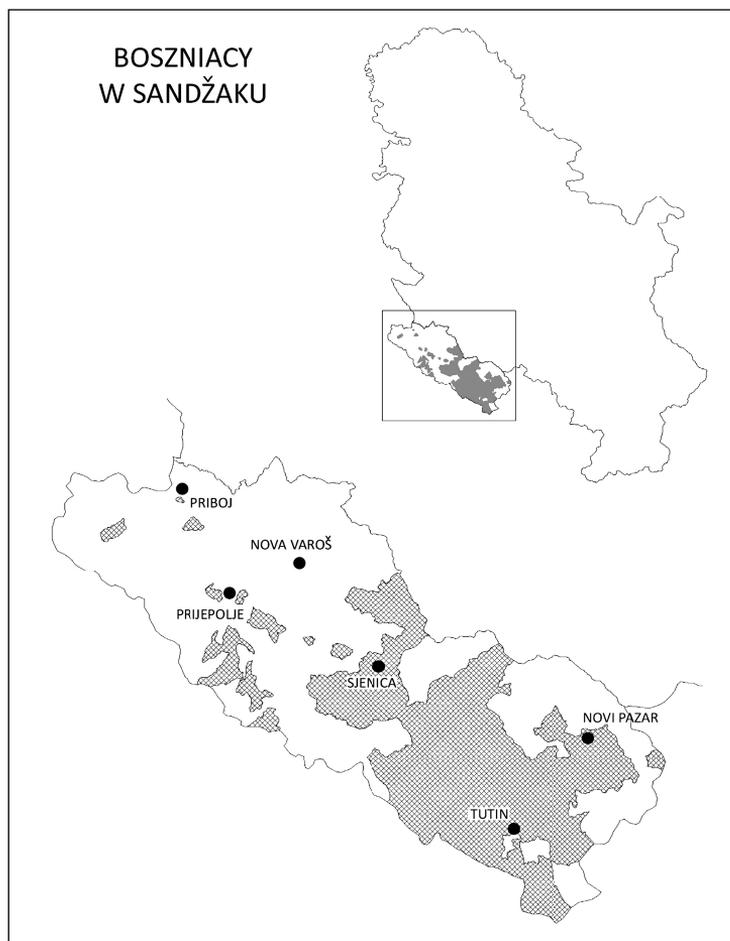 BOSZNIACY
W SANDŽAKU
PRIBOJ
NOVA VAROŠ
PRIJEPOLJE
SJENICA
NOVI PAZAR
TUTIN